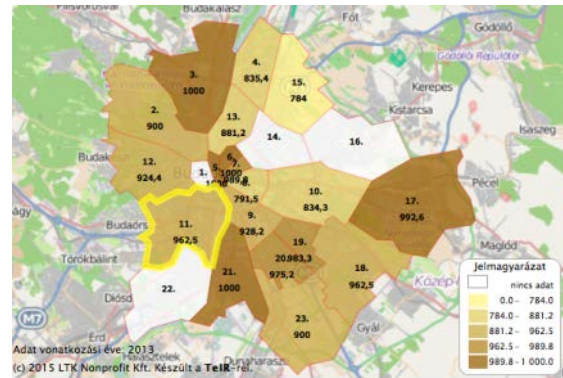 Pilisvörösvár
Budakalász
Fót
Gödöllő
Gödöllői Repülőtér
3.
1000
4.
835,4
15.
784
Kerepes
Kistarcsa
Isaszeg
2.
900
13.
881,2
14.
16.
12.
924,4
1.
5.
6.
7.
1000
989,8
8.
791,5
10.
834,3
17.
992,6
Pécel
Budaörs
11.
962,5
9.
928,2
19.
983,3
20.
975,2
18.
962,5
Maglód
Törökbálint
21.
1000
22.
Diósd
23.
900
Gyál
M7
Érd
Halásztelek
Dunaharaszti
Jelmagyarázat
nincs adat
0.0 - 784.0
784.0 - 881.2
881.2 - 962.5
962.5 - 989.8
989.8 - 1 000.0
Adat vonatkozási éve: 2013
(c) 2015 LTK Nonprofit Kft. Készült a TeIR-rel.